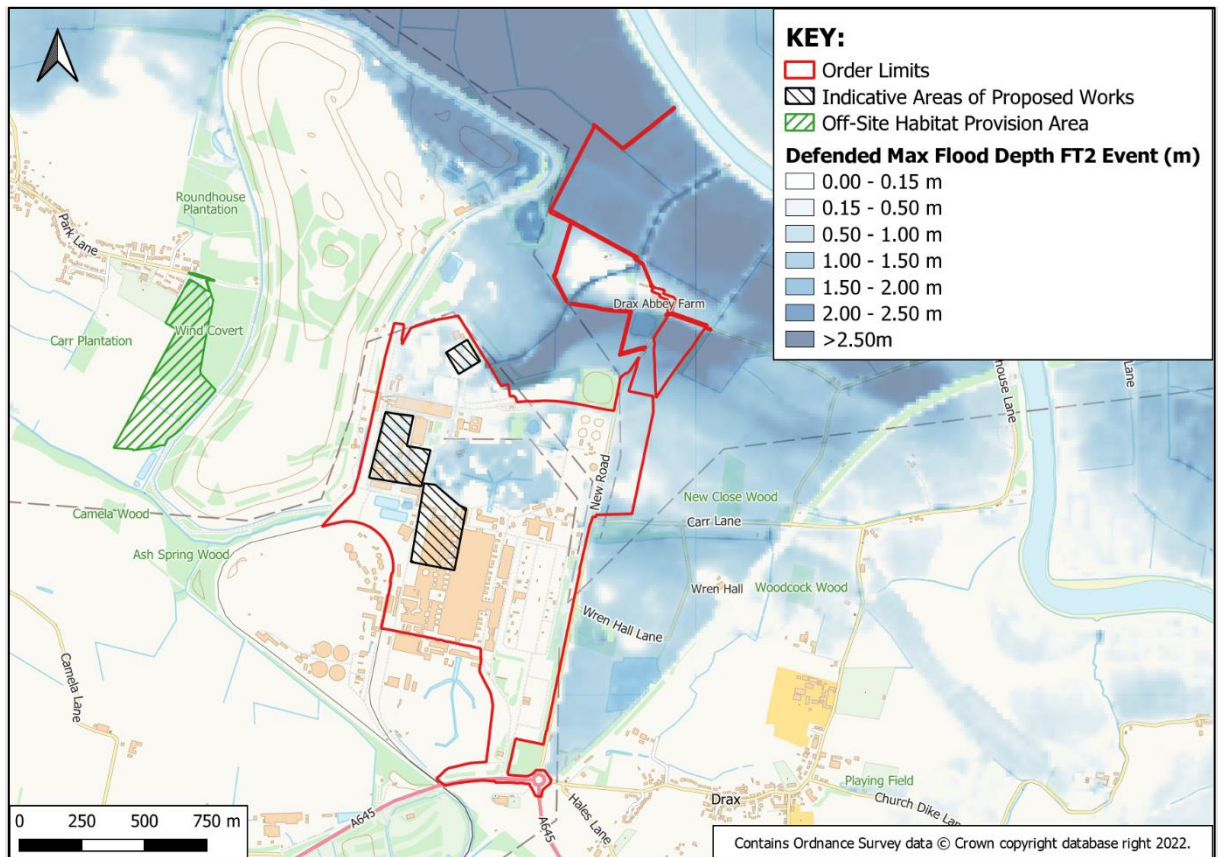 KEY:
Order Limits
Indicative Areas of Proposed Works
Off-Site Habitat Provision Area
Defended Max Flood Depth FT2 Event (m)
0.00 - 0.15 m
0.15 - 0.50 m
0.50 - 1.00 m
1.00 - 1.50 m
1.50 - 2.00 m
2.00 - 2.50 m
>2.50m
Roundhouse
Plantation
Park Lane
Wind Covert
Carr Plantation
Drax Abbey Farm
house Lane
Lane
New Road
New Close Wood
Carr Lane
Camela Wood
Ash Spring Wood
Wren Hall
Woodcock Wood
Wren Hall Lane
Camela Lane
Playing Field
Drax
Church Dike Lan
Hales Lane
A645
A645
0 250 500 750 m
Contains Ordnance Survey data © Crown copyright database right 2022.